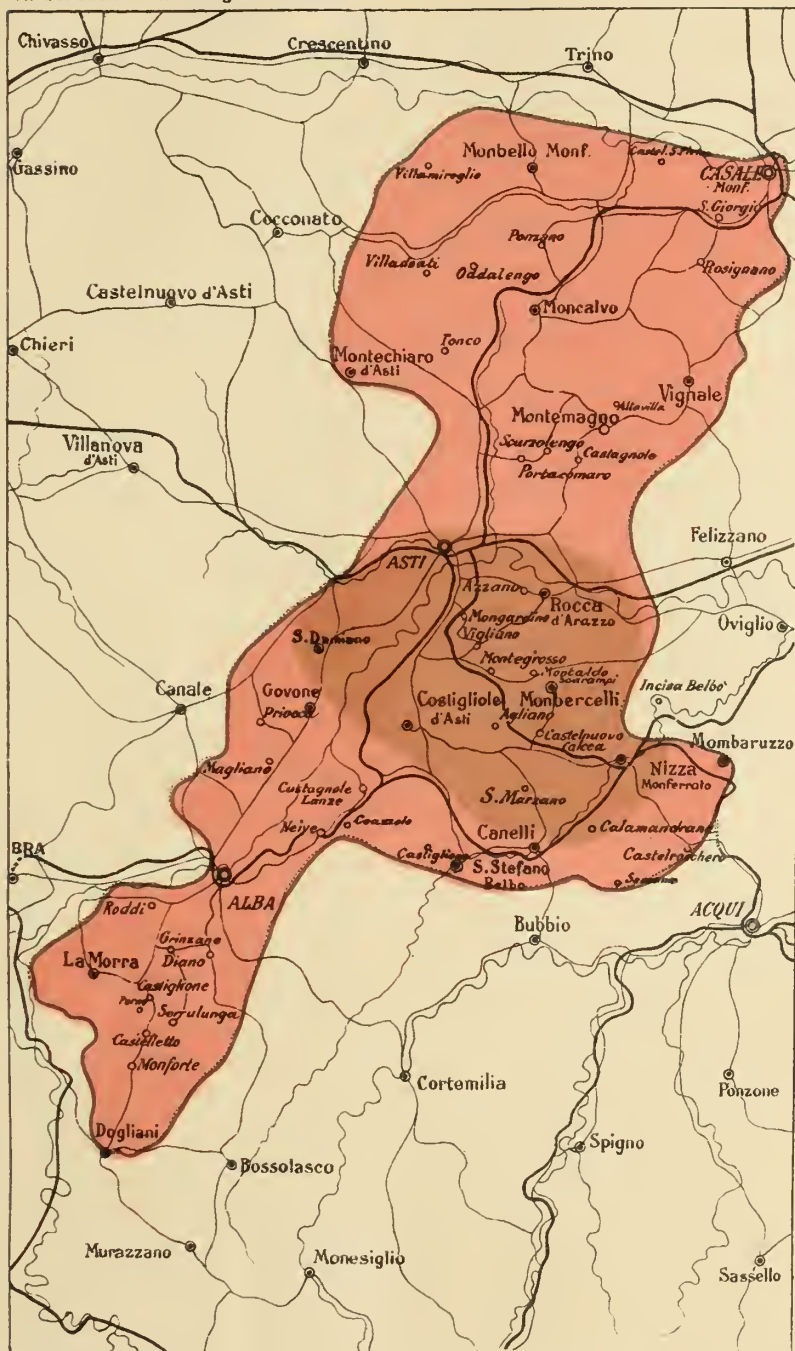 Chivasso
Crescentino
Trino
Gassino
Villamiroglio
Monbello Monf.
CASALE
Monf.
S. Giorgio
Cocconato
Ponzano
Villadeati
Oddalengo
Rosignano
Castelnuovo d'Asti
Moncalvo
Chieri
Tonco
Montechiaro
d'Asti
Vignale
Altavilla
Montemagno
Scurzolengo
Castagnole
Portacomaro
Villanova
d'Asti
Felizzano
ASTI
Azzano
Rocca
d'Arazzo
Mongardino
Vigliano
Oviglio
S. Damiano
Montegrosso
Montaldo
Scarampi
Canale
Govone
Priocca
Costigliole
d'Asti
Agliano
Monbercelli
Incisa Belbo
Castelnuovo
Calcea
Mombaruzzo
Magliano
Nizza
Monferrato
Castagnole
Lanze
S. Marzano
Neive
Coazzolo
Canelli
Calamandrana
BRA
Castiglione
S. Stefano
Belbo
Castelrocchero
ALBA
Roddi
ACQUI
Bubbio
Grinzane
Diano
La Morra
Castiglione
Serralunga
Castelletto
Monforte
Cortemilia
Ponzone
Dogliani
Bossolasco
Spigno
Murazzano
Monesiglio
Sassello